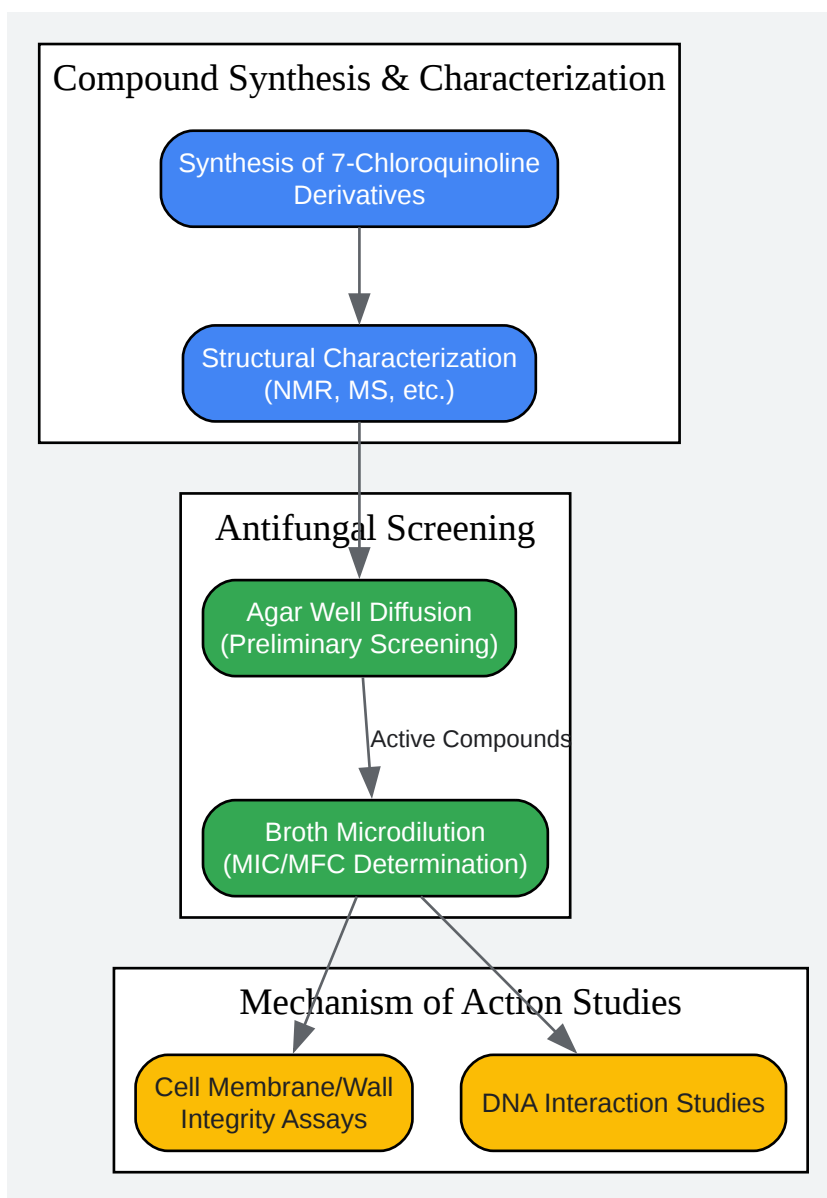 Compound Synthesis & Characterization
Synthesis of 7-Chloroquinoline
Derivatives
Structural Characterization
(NMR, MS, etc.)
Antifungal Screening
Agar Well Diffusion
(Preliminary Screening)
Active Compounds
Broth Microdilution
(MIC/MFC Determination)
Mechanism of Action Studies
Cell Membrane/Wall
Integrity Assays
DNA Interaction Studies